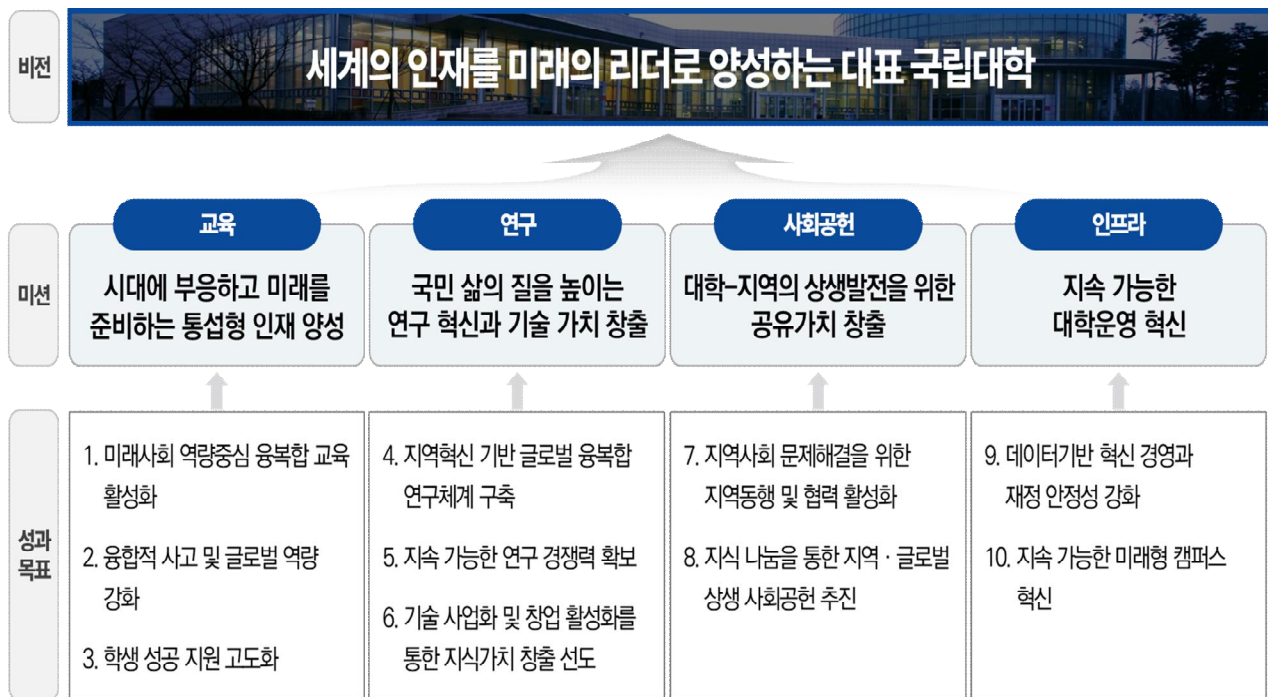 비전
세계의 인재를 미래의 리더로 양성하는 대표 국립대학
미션
교육
시대에 부응하고 미래를
준비하는 통섭형 인재 양성
연구
국민 삶의 질을 높이는
연구 혁신과 기술 가치 창출
사회공헌
대학-지역의 상생발전을 위한
공유가치 창출
인프라
지속 가능한
대학운영 혁신
성과
목표
1. 미래사회 역량중심 융복합 교육
활성화
2. 융합적 사고 및 글로벌 역량
강화
3. 학생 성공 지원 고도화
4. 지역혁신 기반 글로벌 융복합
연구체계 구축
5. 지속 가능한 연구 경쟁력 확보
6. 기술 사업화 및 창업 활성화를
통한 지식가치 창출 선도
7. 지역사회 문제해결을 위한
지역동행 및 협력 활성화
8. 지식 나눔을 통한 지역 · 글로벌
상생 사회공헌 추진
9. 데이터기반 혁신 경영과
재정 안정성 강화
10. 지속 가능한 미래형 캠퍼스
혁신